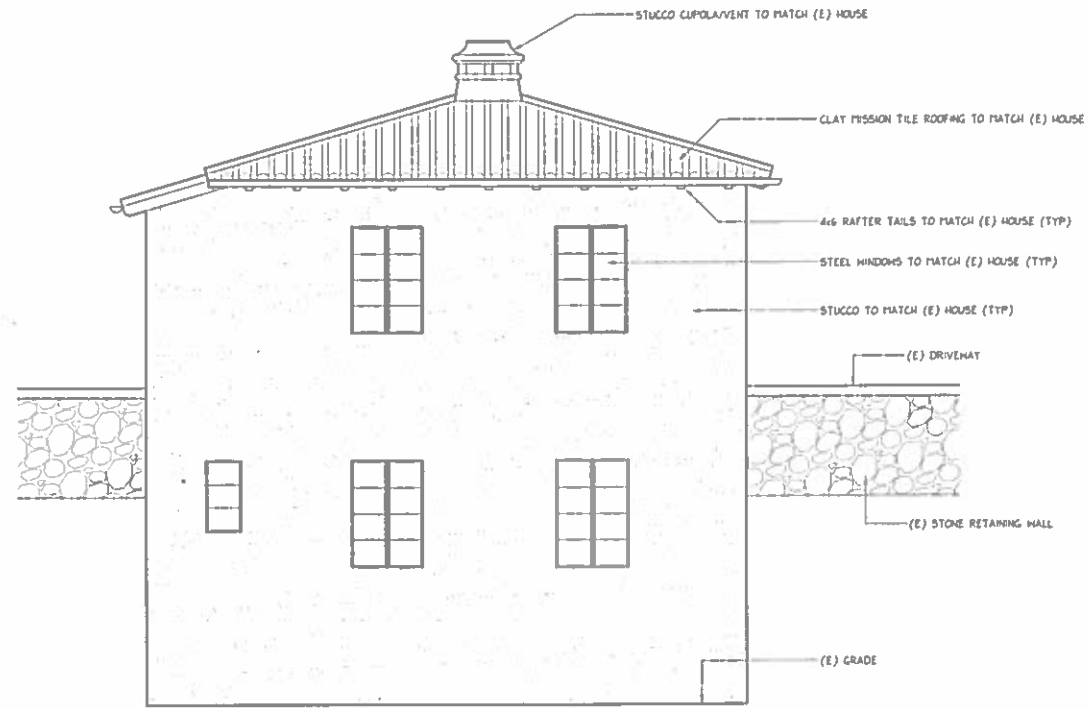 STUCCO CUPOLA/VENT TO MATCH (E) HOUSE
CLAY MISSION TILE ROOFING TO MATCH (E) HOUSE
4x6 RAFTER TAILS TO MATCH (E) HOUSE (TYP)
STEEL WINDOWS TO MATCH (E) HOUSE (TYP)
STUCCO TO MATCH (E) HOUSE (TYP)
(E) DRIVEWAY
(E) STONE RETAINING WALL
(E) GRADE